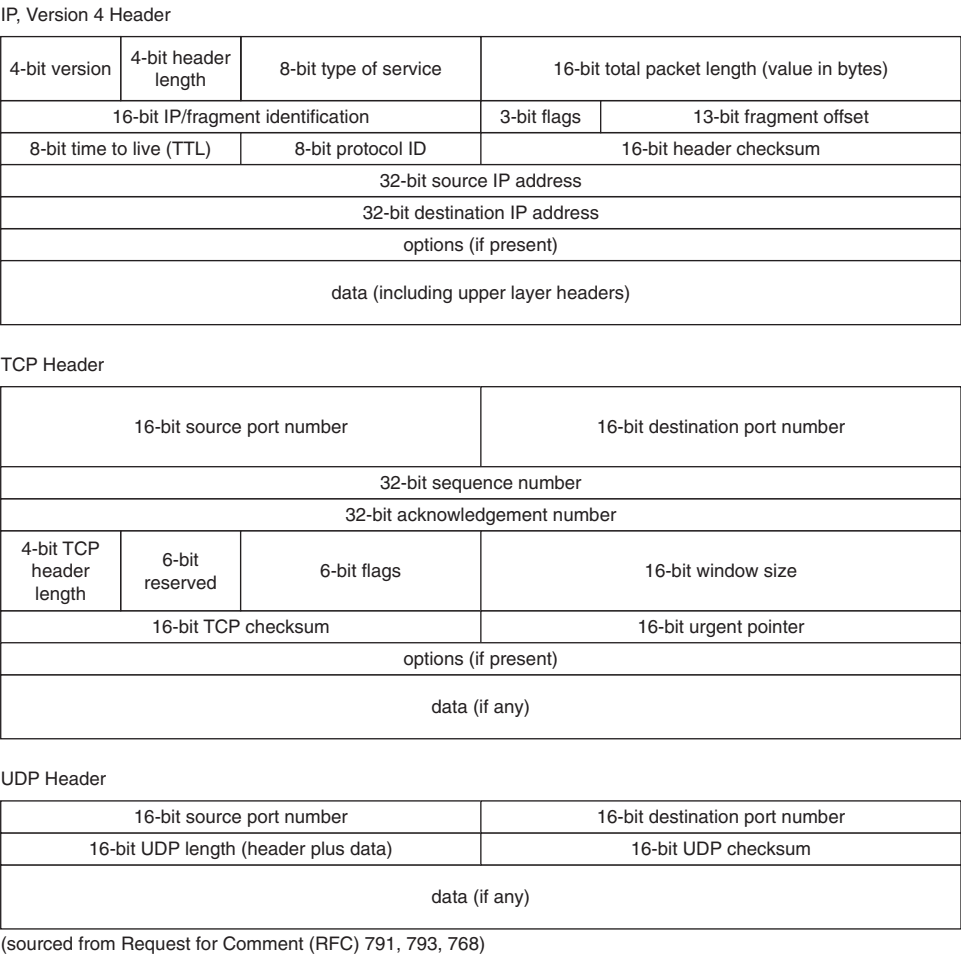 IP, Version 4 Header
4-bit version
4-bit header
length
8-bit type of service
16-bit total packet length (value in bytes)
16-bit IP/fragment identification
3-bit flags
13-bit fragment offset
8-bit time to live (TTL)
8-bit protocol ID
16-bit header checksum
32-bit source IP address
32-bit destination IP address
options (if present)
data (including upper layer headers)
TCP Header
16-bit source port number
16-bit destination port number
32-bit sequence number
32-bit acknowledgement number
4-bit TCP
header
length
6-bit
reserved
6-bit flags
16-bit window size
16-bit TCP checksum
16-bit urgent pointer
options (if present)
data (if any)
UDP Header
16-bit source port number
16-bit destination port number
16-bit UDP length (header plus data)
16-bit UDP checksum
data (if any)
(sourced from Request for Comment (RFC) 791, 793, 768)